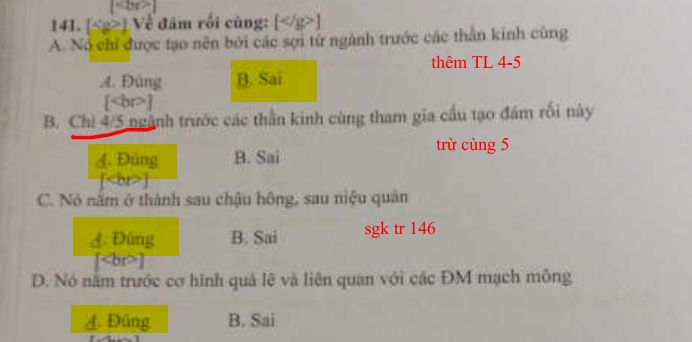 [<br>]
141. [<g>] Về đám rối cùng: [</g>]
A. Nó chỉ được tạo nên bởi các sợi từ ngành trước các thần kinh cùng
thêm TL 4-5
A. Đúng B. Sai
[<br>]
B. Chỉ 4/5 ngành trước các thần kinh cùng tham gia cấu tạo đám rối này
trừ cùng 5
A. Đúng B. Sai
[<br>]
C. Nó nằm ở thành sau chậu hông, sau niệu quản
sgk tr 146
A. Đúng B. Sai
[<br>]
D. Nó nằm trước cơ hình quả lê và liên quan với các ĐM mạch mông
A. Đúng B. Sai
[<br>]